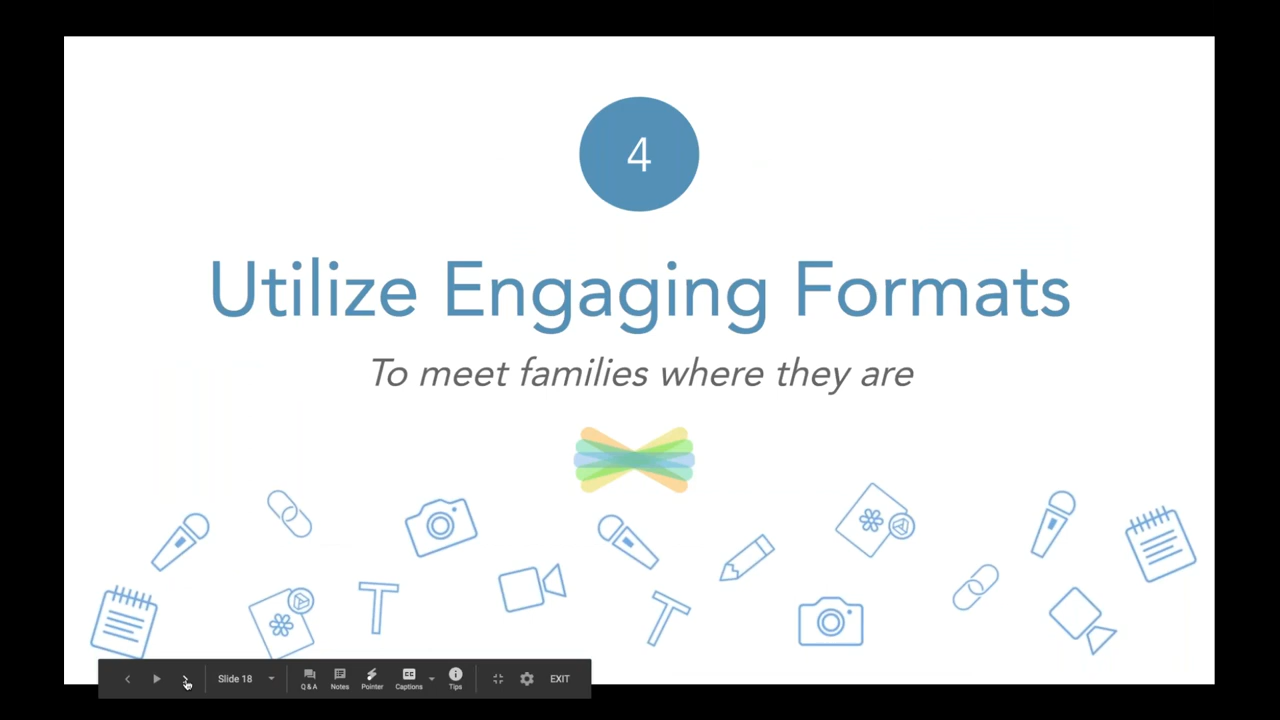 4
Utilize Engaging Formats
To meet families where they are
T
T
Slide 18
Q & A
Notes
Pointer
Captions
Tips
EXIT